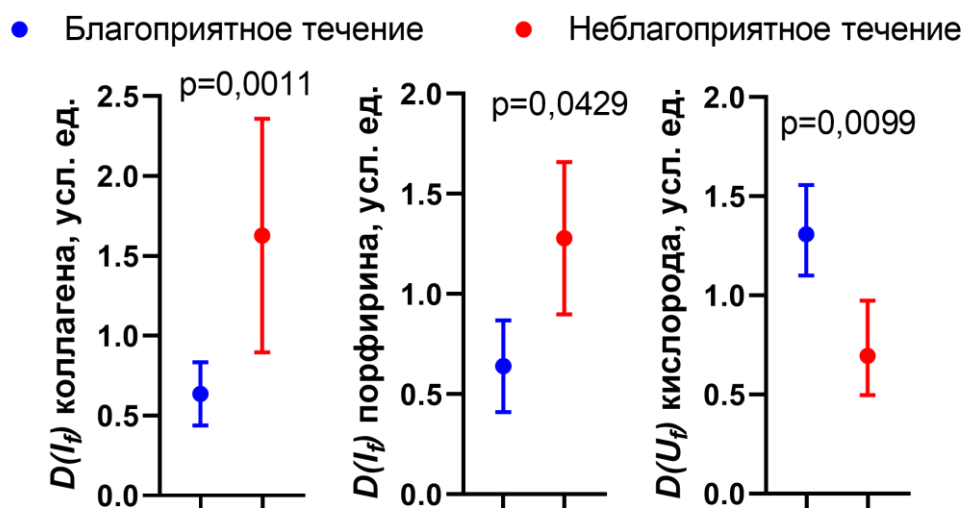 Благоприятное течение
Неблагоприятное течение
p=0,0011
D(If) коллагена, усл. ед.
2.5
2.0
1.5
1.0
0.5
0.0
p=0,0429
D(If) порфирина, усл. ед.
2.0
1.5
1.0
0.5
0.0
p=0,0099
D(Uf) кислорода, усл. ед.
2.0
1.5
1.0
0.5
0.0